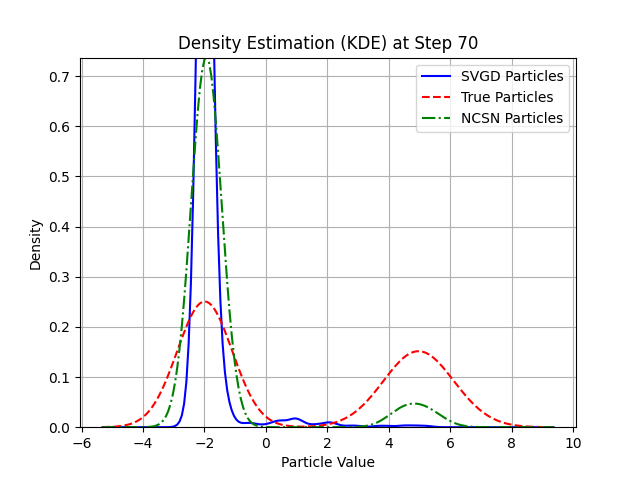 Density Estimation (KDE) at Step 70
SVGD Particles
True Particles
NCSN Particles
0.7
0.6
0.5
0.4
0.3
0.2
0.1
0.0
Density
−6 −4 −2 0 2 4 6 8 10
Particle Value